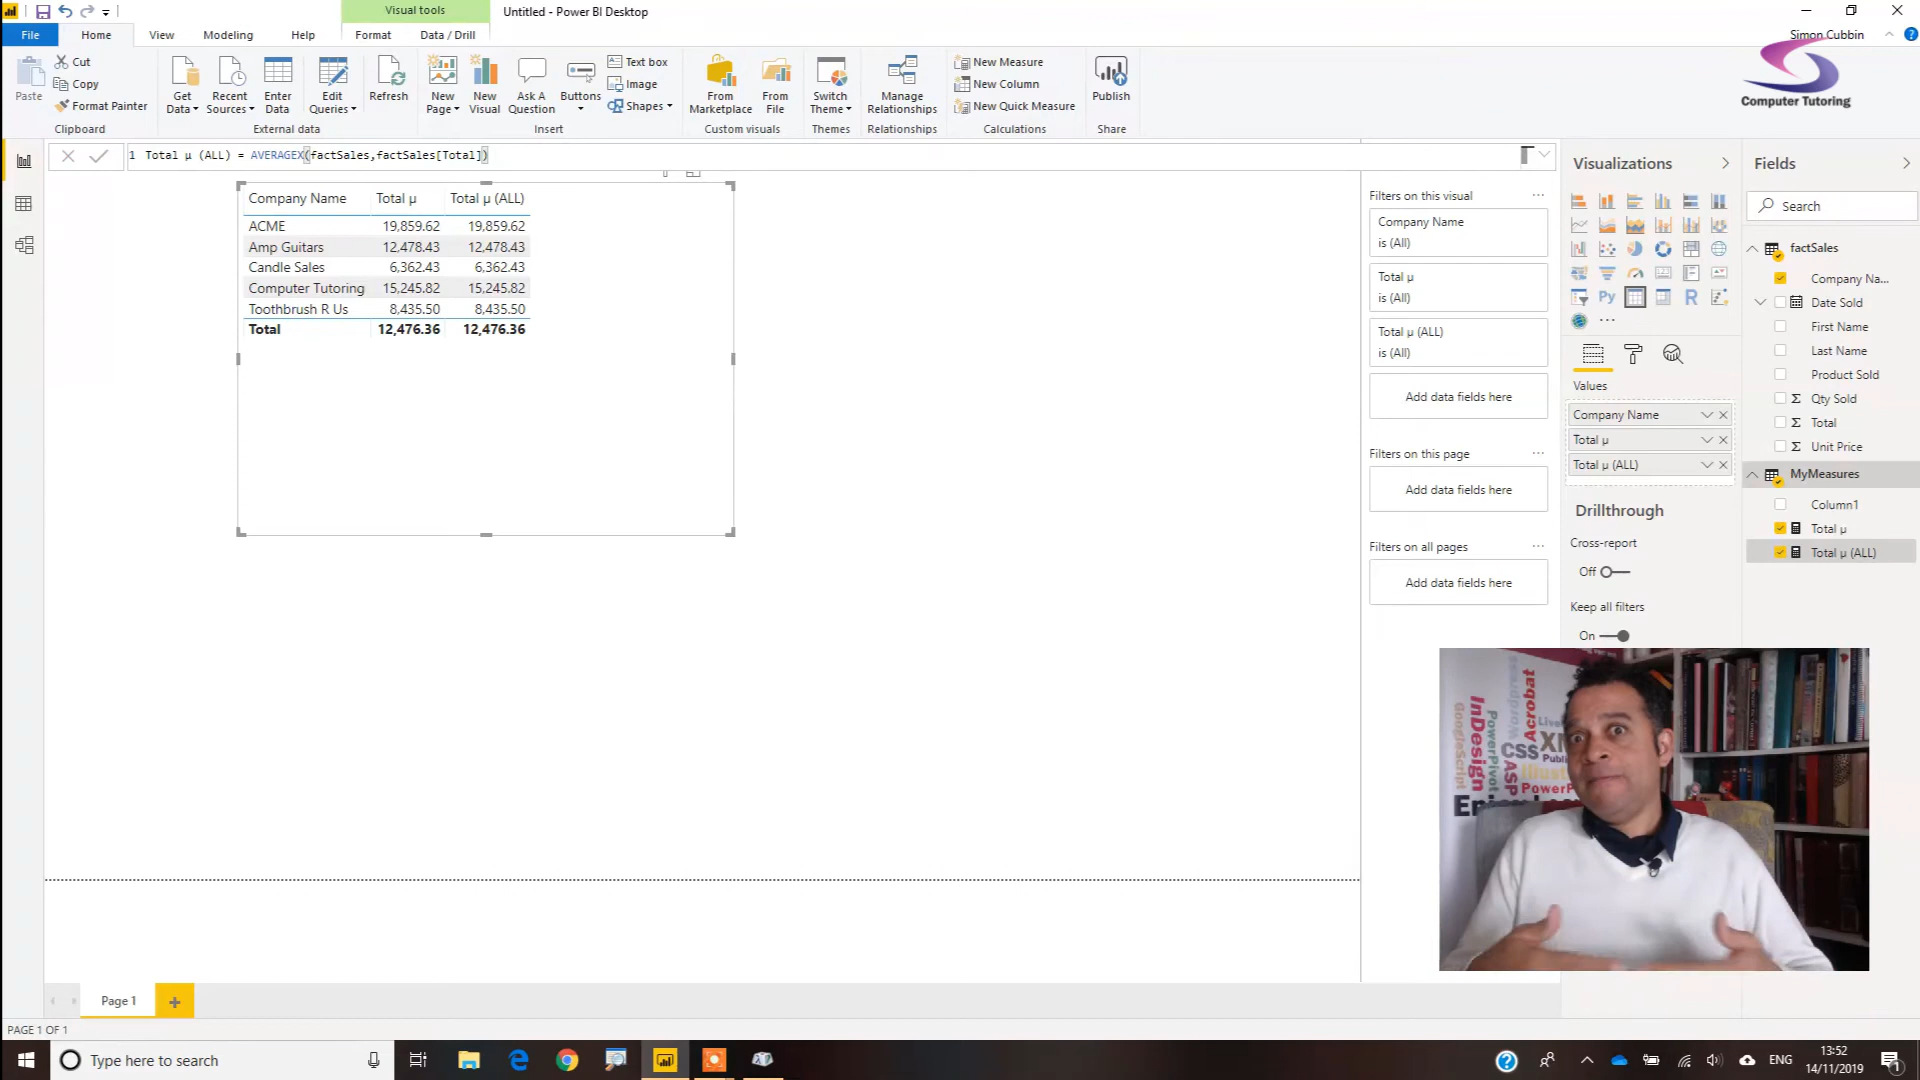 Visual tools
Untitled - Power BI Desktop
File
Home
View
Modeling
Help
Format
Data / Drill
Simon Cubbin
Paste
Cut
Copy
Format Painter
Clipboard
Get Data
Recent Sources
Enter Data
Edit Queries
External data
Refresh
New Page
New Visual
Ask A Question
Buttons
Text box
Image
Shapes
Insert
From Marketplace
From File
Custom visuals
Switch Theme
Themes
Manage Relationships
Relationships
New Measure
New Column
New Quick Measure
Calculations
Publish
Share
Computer Tutoring
1 Total µ (ALL) = AVERAGEX(factSales,factSales[Total])
Company Name Total µ Total µ (ALL)
ACME 19,859.62 19,859.62
Amp Guitars 12,478.43 12,478.43
Candle Sales 6,362.43 6,362.43
Computer Tutoring 15,245.82 15,245.82
Toothbrush R Us 8,435.50 8,435.50
Total 12,476.36 12,476.36
Filters on this visual
Company Name
is (All)
Total µ
is (All)
Total µ (ALL)
is (All)
Add data fields here
Filters on this page
Add data fields here
Filters on all pages
Add data fields here
Visualizations
Py
R
Values
Company Name
Total µ
Total µ (ALL)
Drillthrough
Cross-report
Off
Keep all filters
On
Fields
Search
factSales
Company Na...
Date Sold
First Name
Last Name
Product Sold
Qty Sold
Total
Unit Price
MyMeasures
Column1
Total µ
Total µ (ALL)
GoogleScript
InDesign
PowerPivot
Wordpress
Acrobat
CSS
ASP
Page 1
PAGE 1 OF 1
Type here to search
ENG
13:52
14/11/2019
1